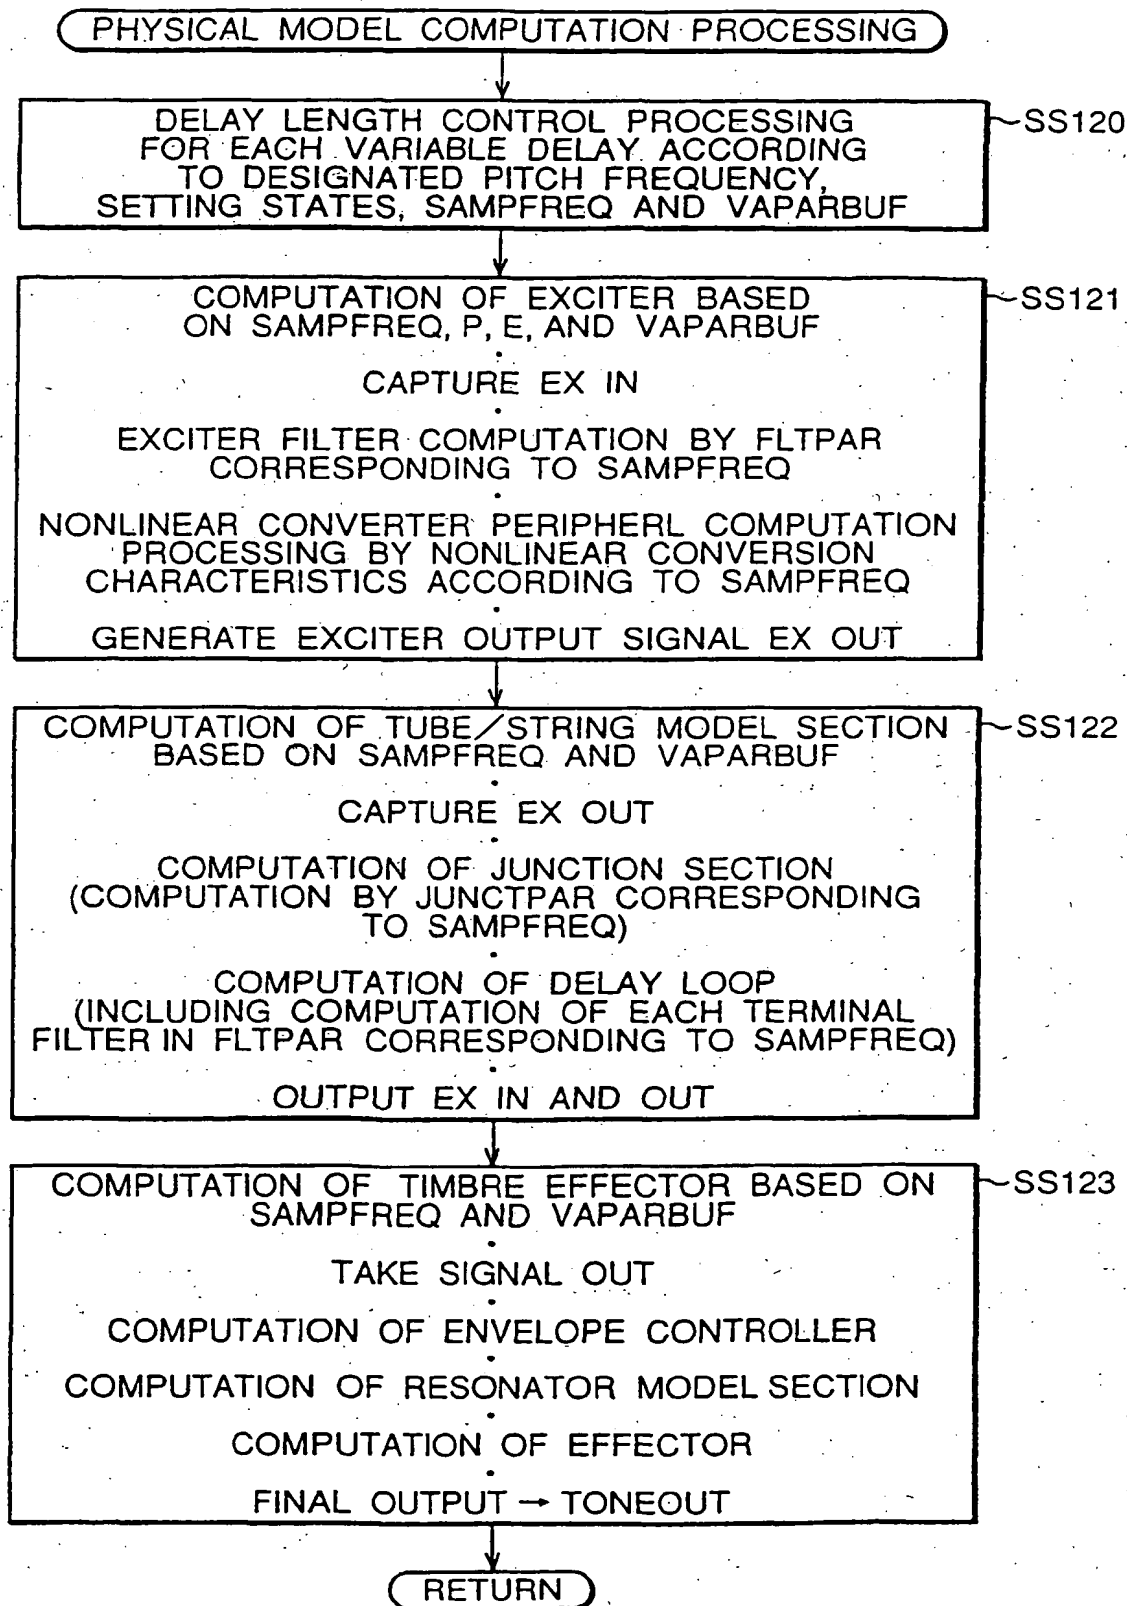 PHYSICAL MODEL COMPUTATION PROCESSING
DELAY LENGTH CONTROL PROCESSING
FOR EACH VARIABLE DELAY ACCORDING
TO DESIGNATED PITCH FREQUENCY,
SETTING STATES, SAMPFREQ AND VAPARBUF
SS120
COMPUTATION OF EXCITER BASED
ON SAMPFREQ, P, E, AND VAPARBUF
SS121
CAPTURE EX IN
EXCITER FILTER COMPUTATION BY FLTPAR
CORRESPONDING TO SAMPFREQ
NONLINEAR CONVERTER PERIPHERL COMPUTATION
PROCESSING BY NONLINEAR CONVERSION
CHARACTERISTICS ACCORDING TO SAMPFREQ
GENERATE EXCITER OUTPUT SIGNAL EX OUT
COMPUTATION OF TUBE/STRING MODEL SECTION
BASED ON SAMPFREQ AND VAPARBUF
SS122
CAPTURE EX OUT
COMPUTATION OF JUNCTION SECTION
(COMPUTATION BY JUNCTPAR CORRESPONDING
TO SAMPFREQ)
COMPUTATION OF DELAY LOOP
(INCLUDING COMPUTATION OF EACH TERMINAL
FILTER IN FLTPAR CORRESPONDING TO SAMPFREQ)
OUTPUT EX IN AND OUT
COMPUTATION OF TIMBRE EFFECTOR BASED ON
SAMPFREQ AND VAPARBUF
SS123
TAKE SIGNAL OUT
COMPUTATION OF ENVELOPE CONTROLLER
COMPUTATION OF RESONATOR MODEL SECTION
COMPUTATION OF EFFECTOR
FINAL OUTPUT → TONEOUT
RETURN